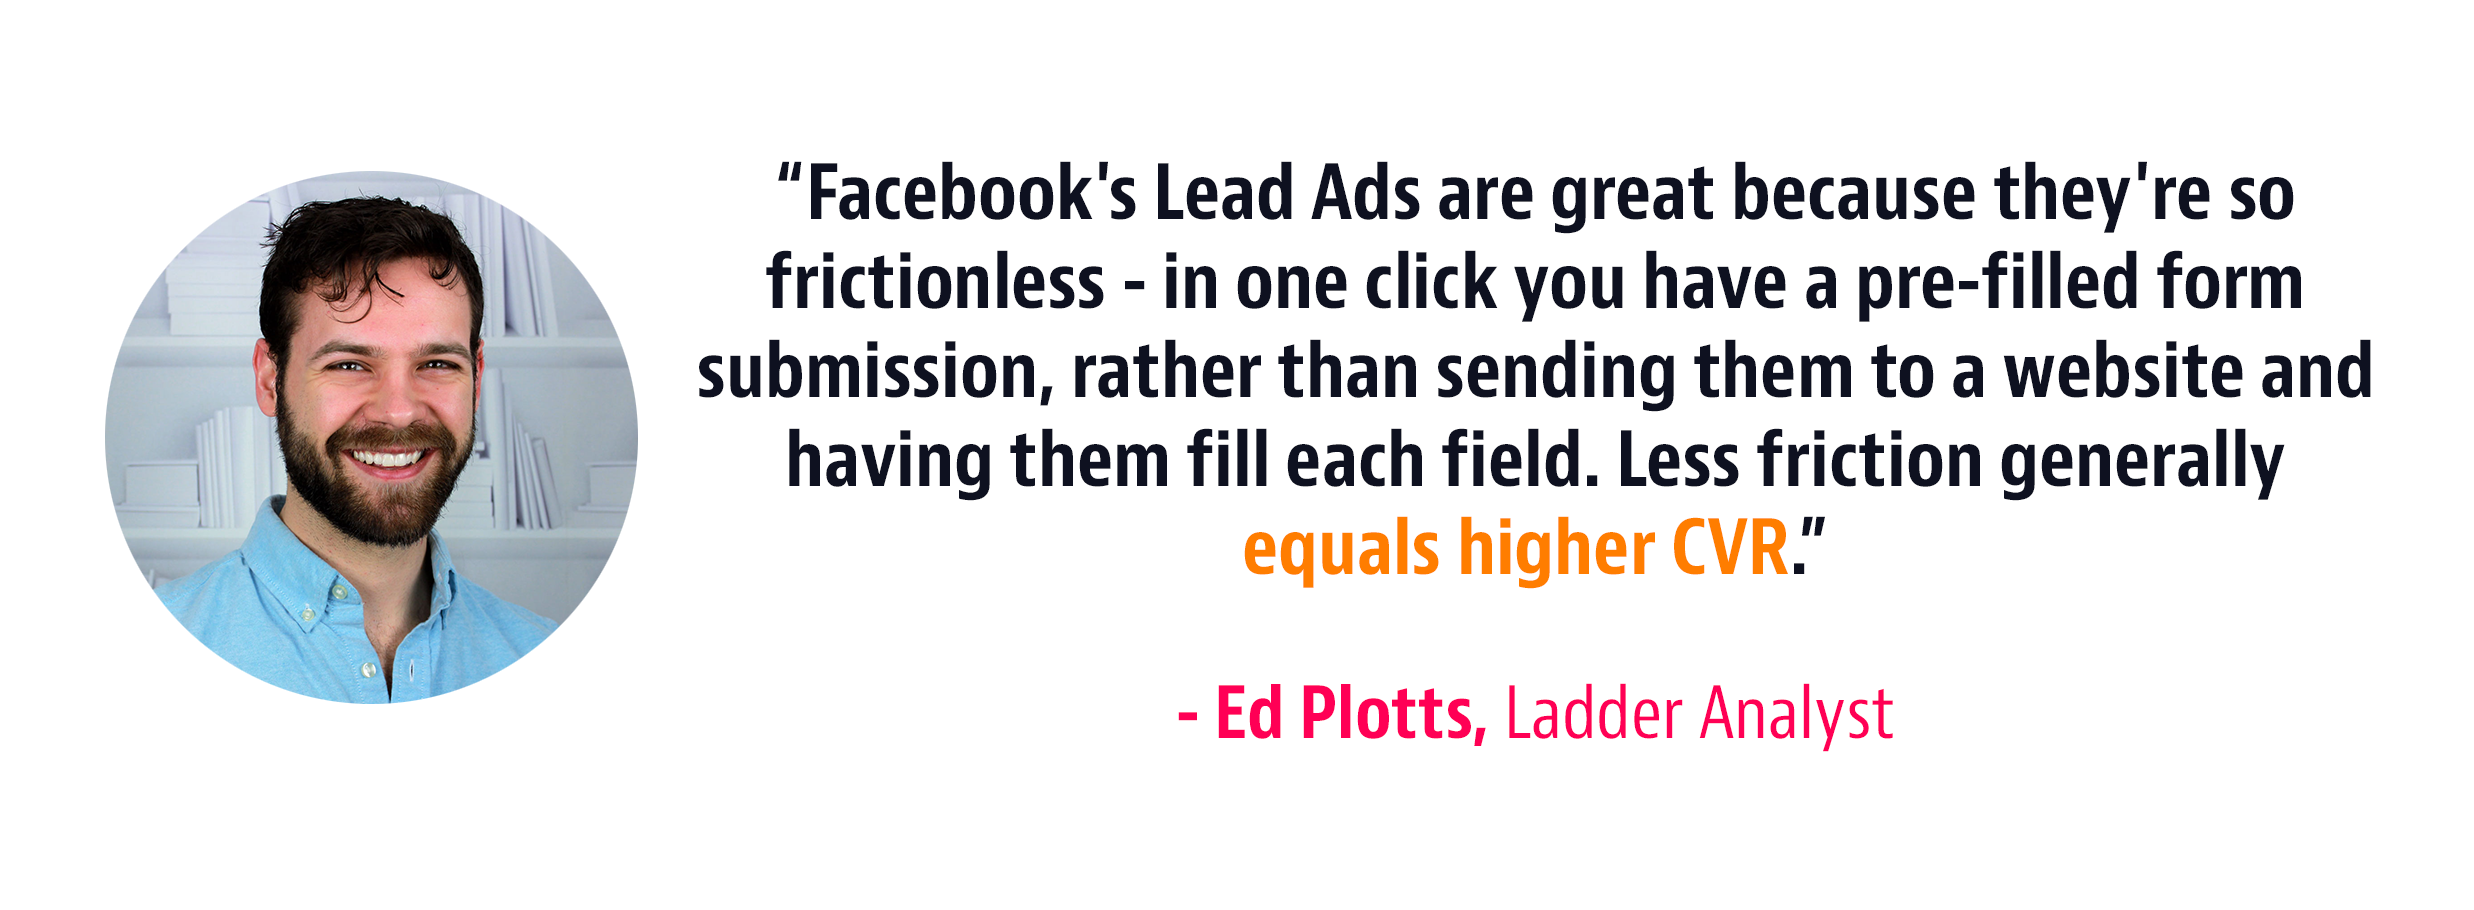 “Facebook's Lead Ads are great because they're so
frictionless - in one click you have a pre-filled form
submission, rather than sending them to a website and
having them fill each field. Less friction generally
equals higher CVR.”
- Ed Plotts, Ladder Analyst